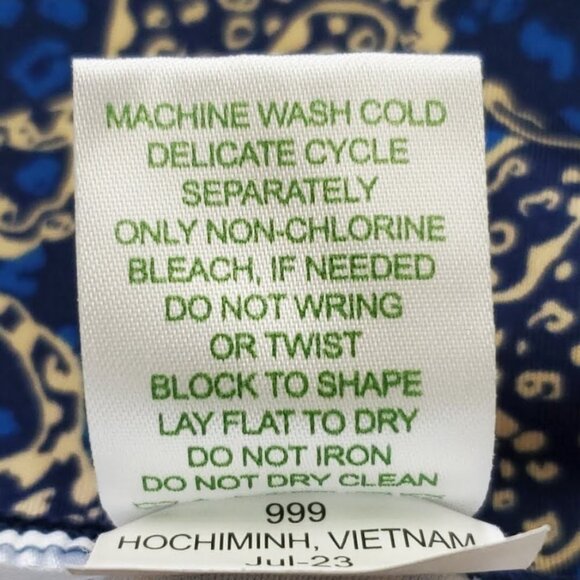 MACHINE WASH COLD
DELICATE CYCLE
SEPARATELY
ONLY NON-CHLORINE
BLEACH, IF NEEDED
DO NOT WRING
OR TWIST
BLOCK TO SHAPE
LAY FLAT TO DRY
DO NOT IRON
DO NOT DRY CLEAN
999
HOCHIMINH, VIETNAM
Jul-23